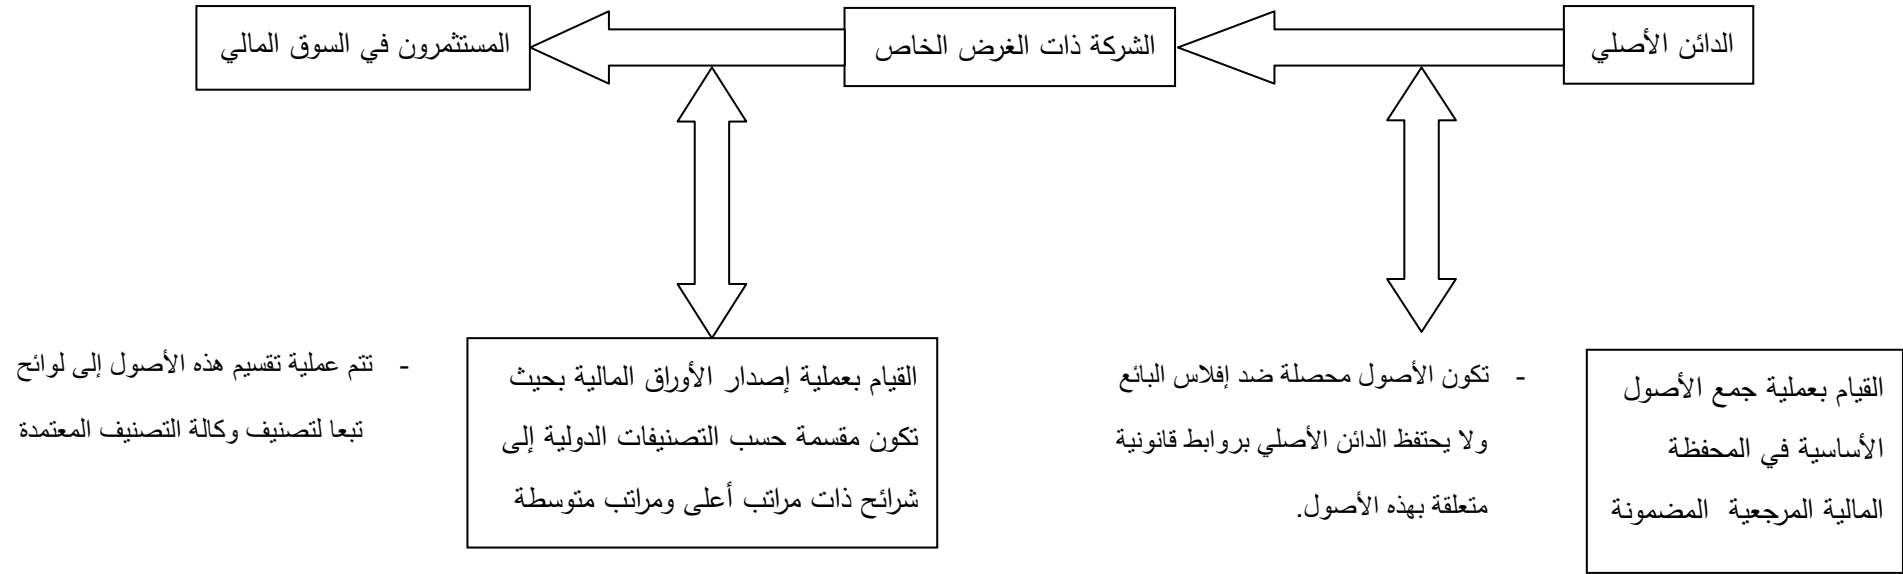 الدائن الأصلي
الشركة ذات الغرض الخاص
المستثمرون في السوق المالي
القيام بعملية جمع الأصول
الأساسية في المحفظة
المالية المرجعية المضمونة
- تكون الأصول محصلة ضد إفلاس البائع
ولا يحتفظ الدائن الأصلي بروابط قانونية
متعلقة بهذه الأصول.
القيام بعملية إصدار الأوراق المالية بحيث
تكون مقسمة حسب التصنيفات الدولية إلى
شرائح ذات مراتب أعلى ومراتب متوسطة
- تتم عملية تقسيم هذه الأصول إلى لوائح
تبعا لتصنيف وكالة التصنيف المعتمدة